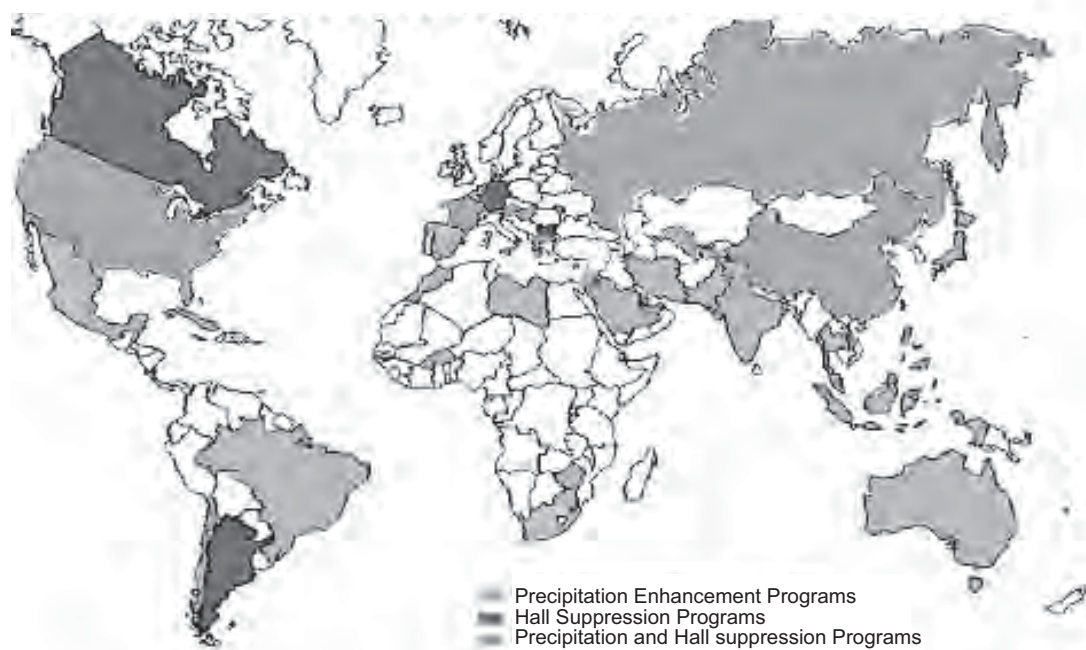 Precipitation Enhancement Programs
Hall Suppression Programs
Precipitation and Hall suppression Programs